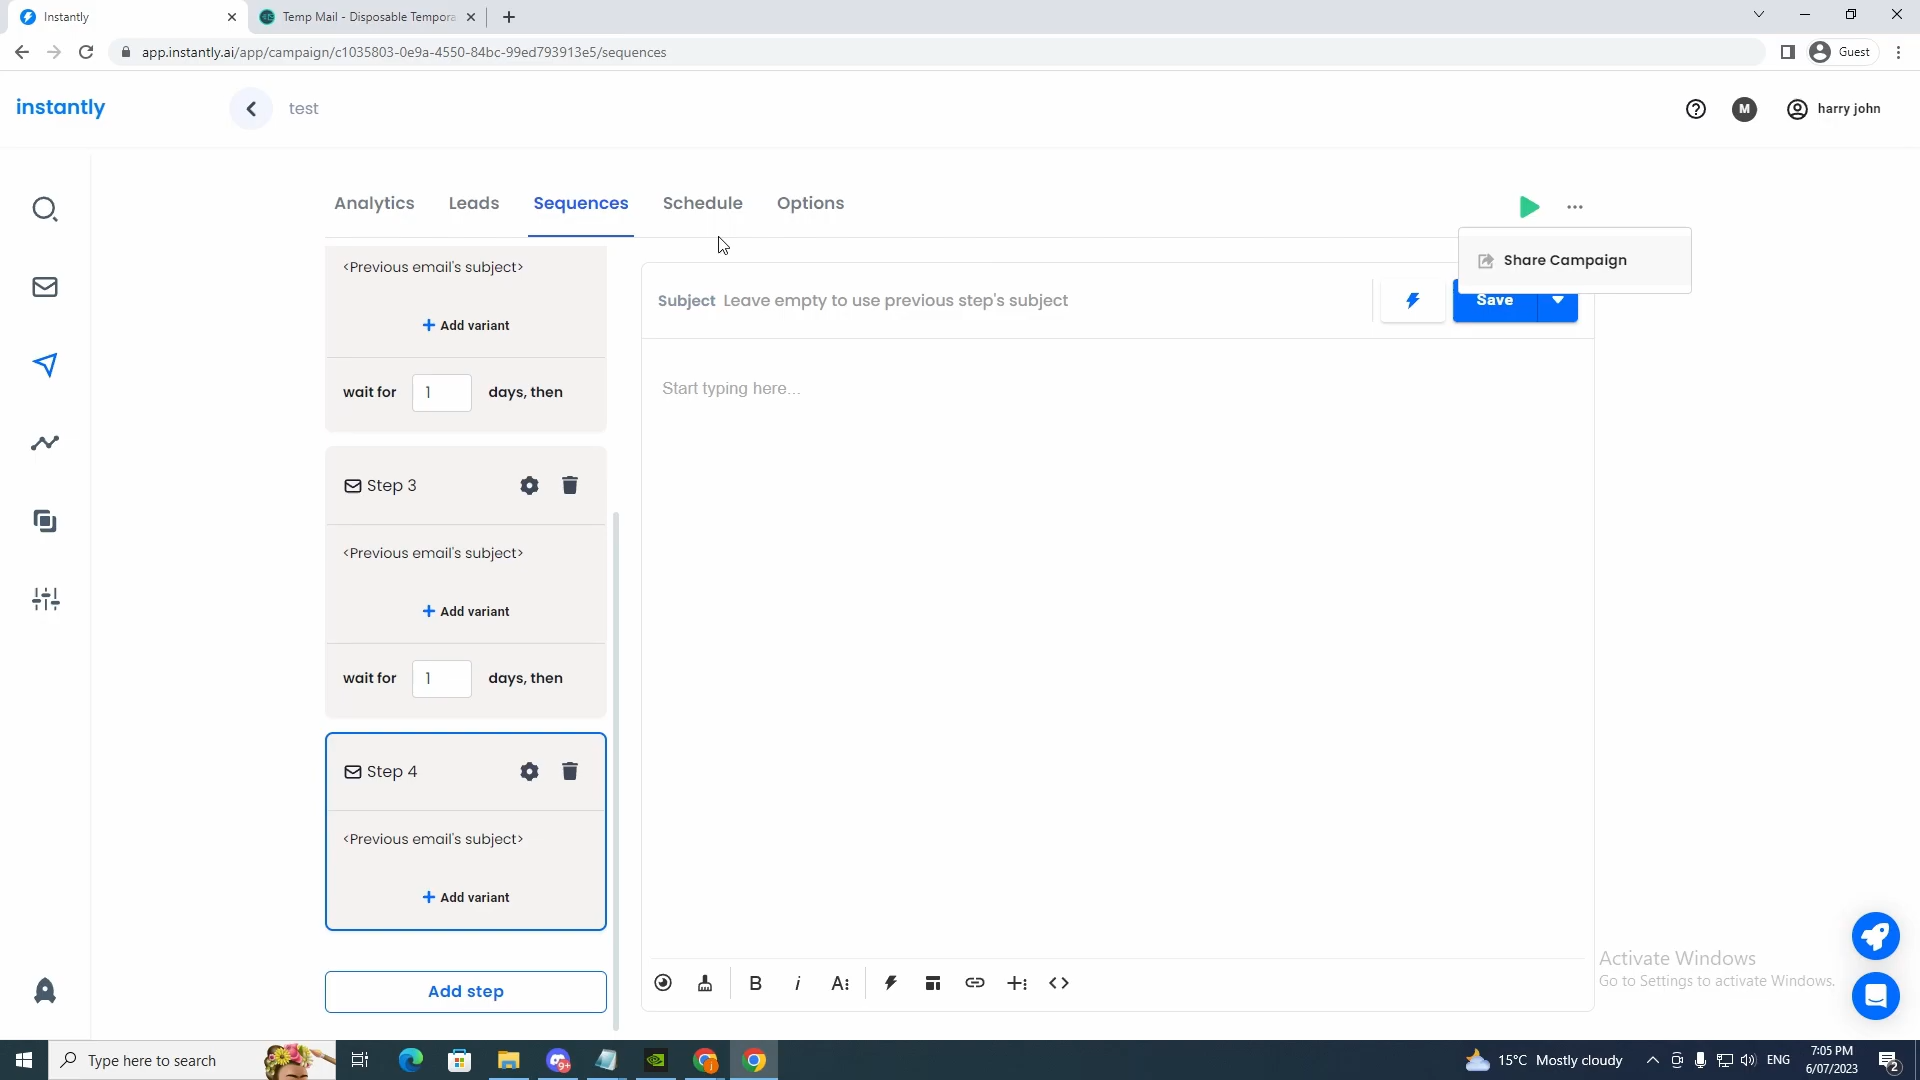 Instantly
Temp Mail - Disposable Tempora
app.instantly.ai/app/campaign/c1035803-0e9a-4550-84bc-99ed793913e5/sequences
Guest
instantly
test
M
harry john
Analytics
Leads
Sequences
Schedule
Options
Share Campaign
<Previous email's subject>
Add variant
wait for 1 days, then
Subject Leave empty to use previous step's subject
Save
Start typing here...
Step 3
<Previous email's subject>
Add variant
wait for 1 days, then
Step 4
<Previous email's subject>
Add variant
Add step
B i A
Activate Windows
Go to Settings to activate Windows.
Type here to search
9+
15°C Mostly cloudy
ENG
7:05 PM
6/07/2023
2